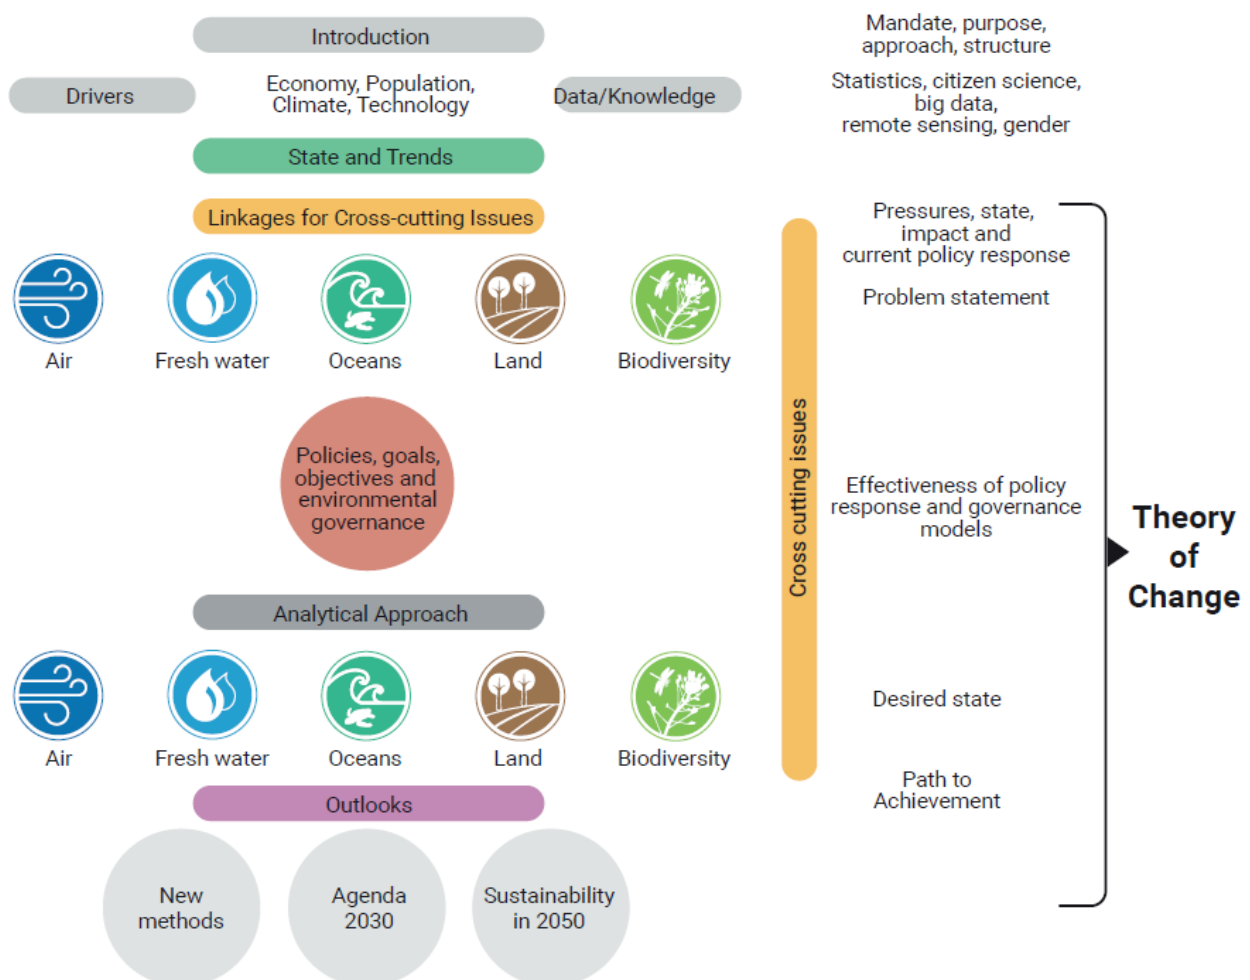 Introduction
Mandate, purpose,
approach, structure
Drivers
Economy, Population,
Climate, Technology
Data/Knowledge
Statistics, citizen science,
big data,
remote sensing, gender
State and Trends
Linkages for Cross-cutting Issues
Air
Fresh water
Oceans
Land
Biodiversity
Policies, goals,
objectives and
environmental
governance
Analytical Approach
Air
Fresh water
Oceans
Land
Biodiversity
Outlooks
New
methods
Agenda
2030
Sustainability
in 2050
Cross cutting issues
Pressures, state,
impact and
current policy response
Problem statement
Effectiveness of policy
response and governance
models
Desired state
Path to
Achievement
Theory
of
Change